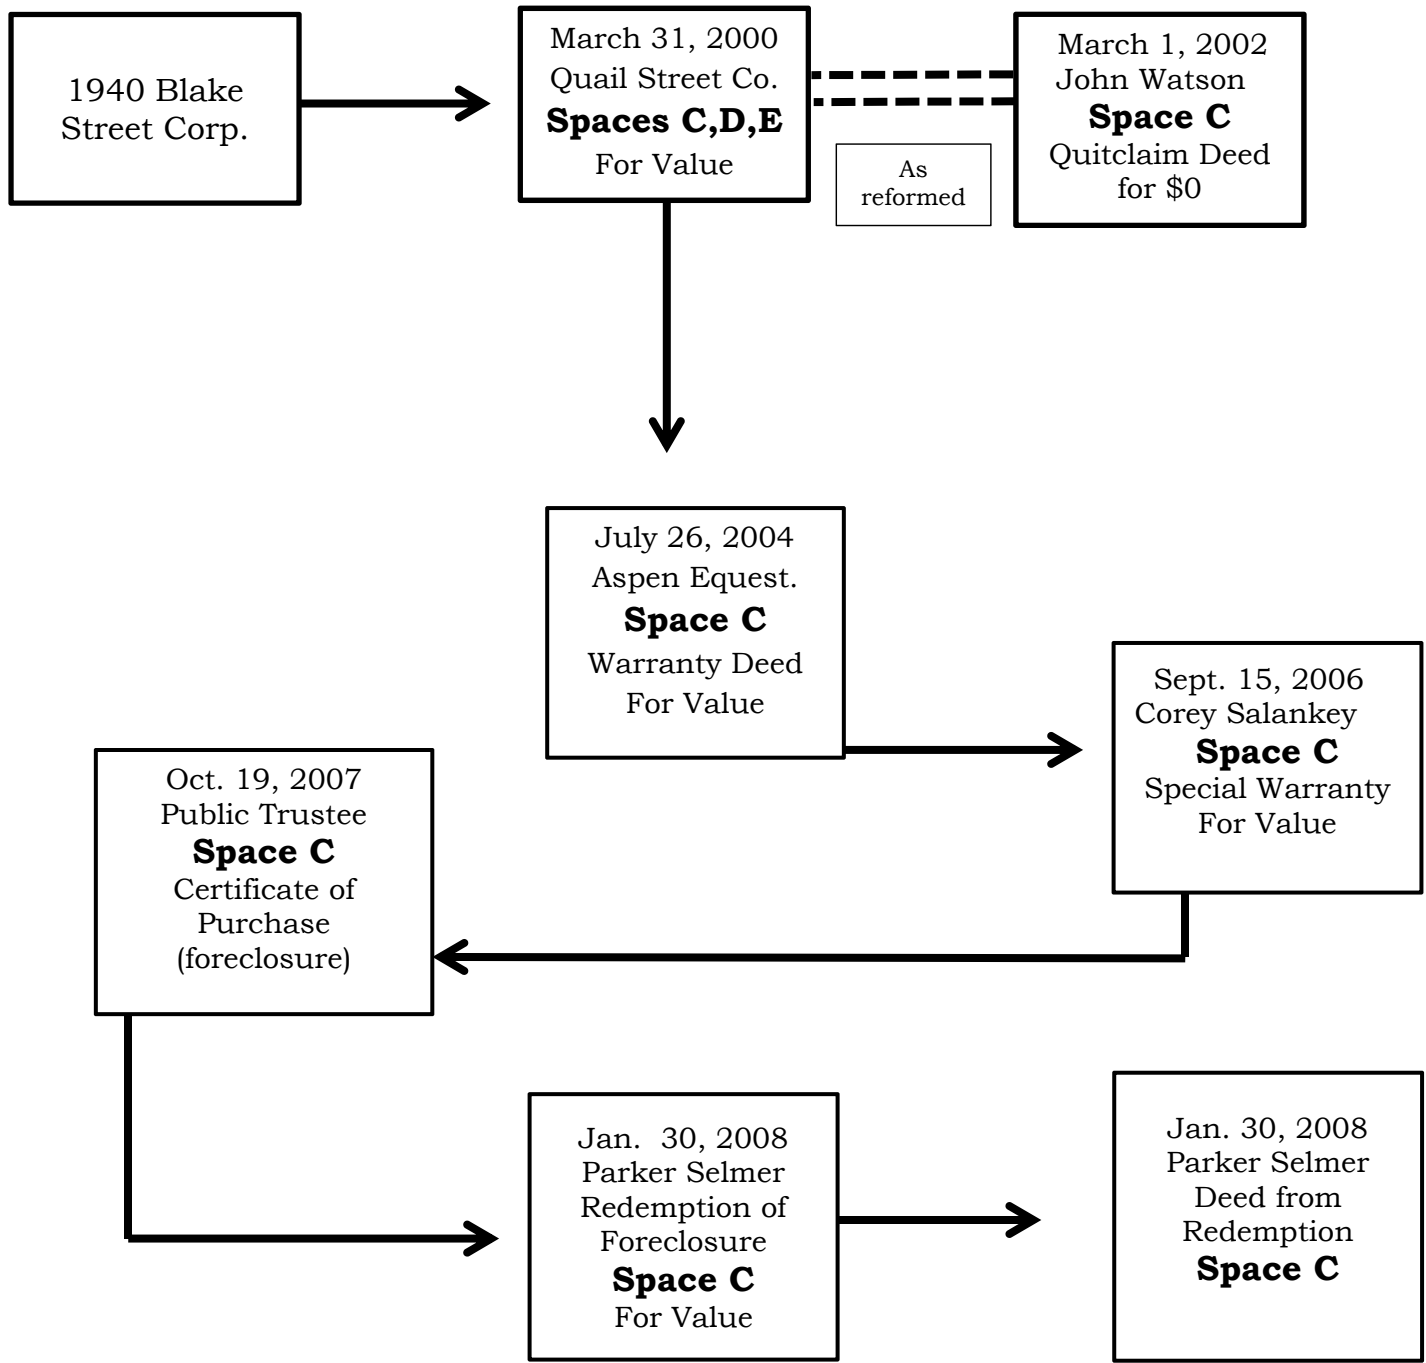 1940 Blake
Street Corp.
March 31, 2000
Quail Street Co.
Spaces C,D,E
For Value
As
reformed
March 1, 2002
John Watson
Space C
Quitclaim Deed
for $0
July 26, 2004
Aspen Equest.
Space C
Warranty Deed
For Value
Sept. 15, 2006
Corey Salankey
Space C
Special Warranty
For Value
Oct. 19, 2007
Public Trustee
Space C
Certificate of
Purchase
(foreclosure)
Jan. 30, 2008
Parker Selmer
Redemption of
Foreclosure
Space C
For Value
Jan. 30, 2008
Parker Selmer
Deed from
Redemption
Space C